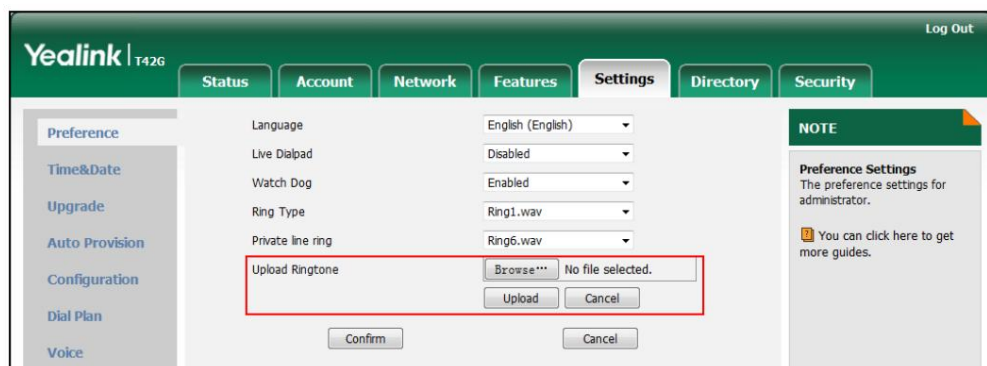 Log Out
Yealink | T42G
Status Account Network Features Settings Directory Security
Preference
Time&Date
Upgrade
Auto Provision
Configuration
Dial Plan
Voice
Language English (English)
Live Dialpad Disabled
Watch Dog Enabled
Ring Type Ring1.wav
Private line ring Ring6.wav
Upload Ringtone Browse··· No file selected.
Upload Cancel
Confirm Cancel
NOTE
Preference Settings
The preference settings for
administrator.
You can click here to get
more guides.